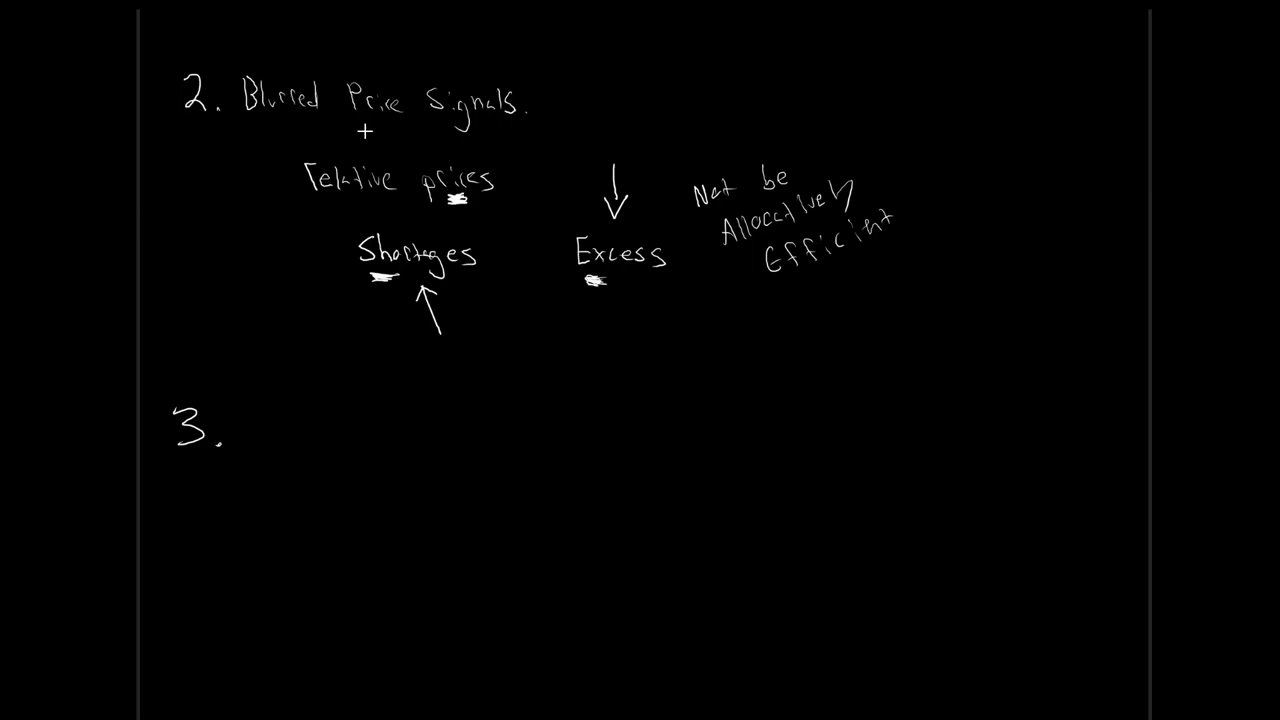 2. Blurred Price Signals.
relative prices
Shortages
Excess
Not be
Allocatively
Efficient
3.